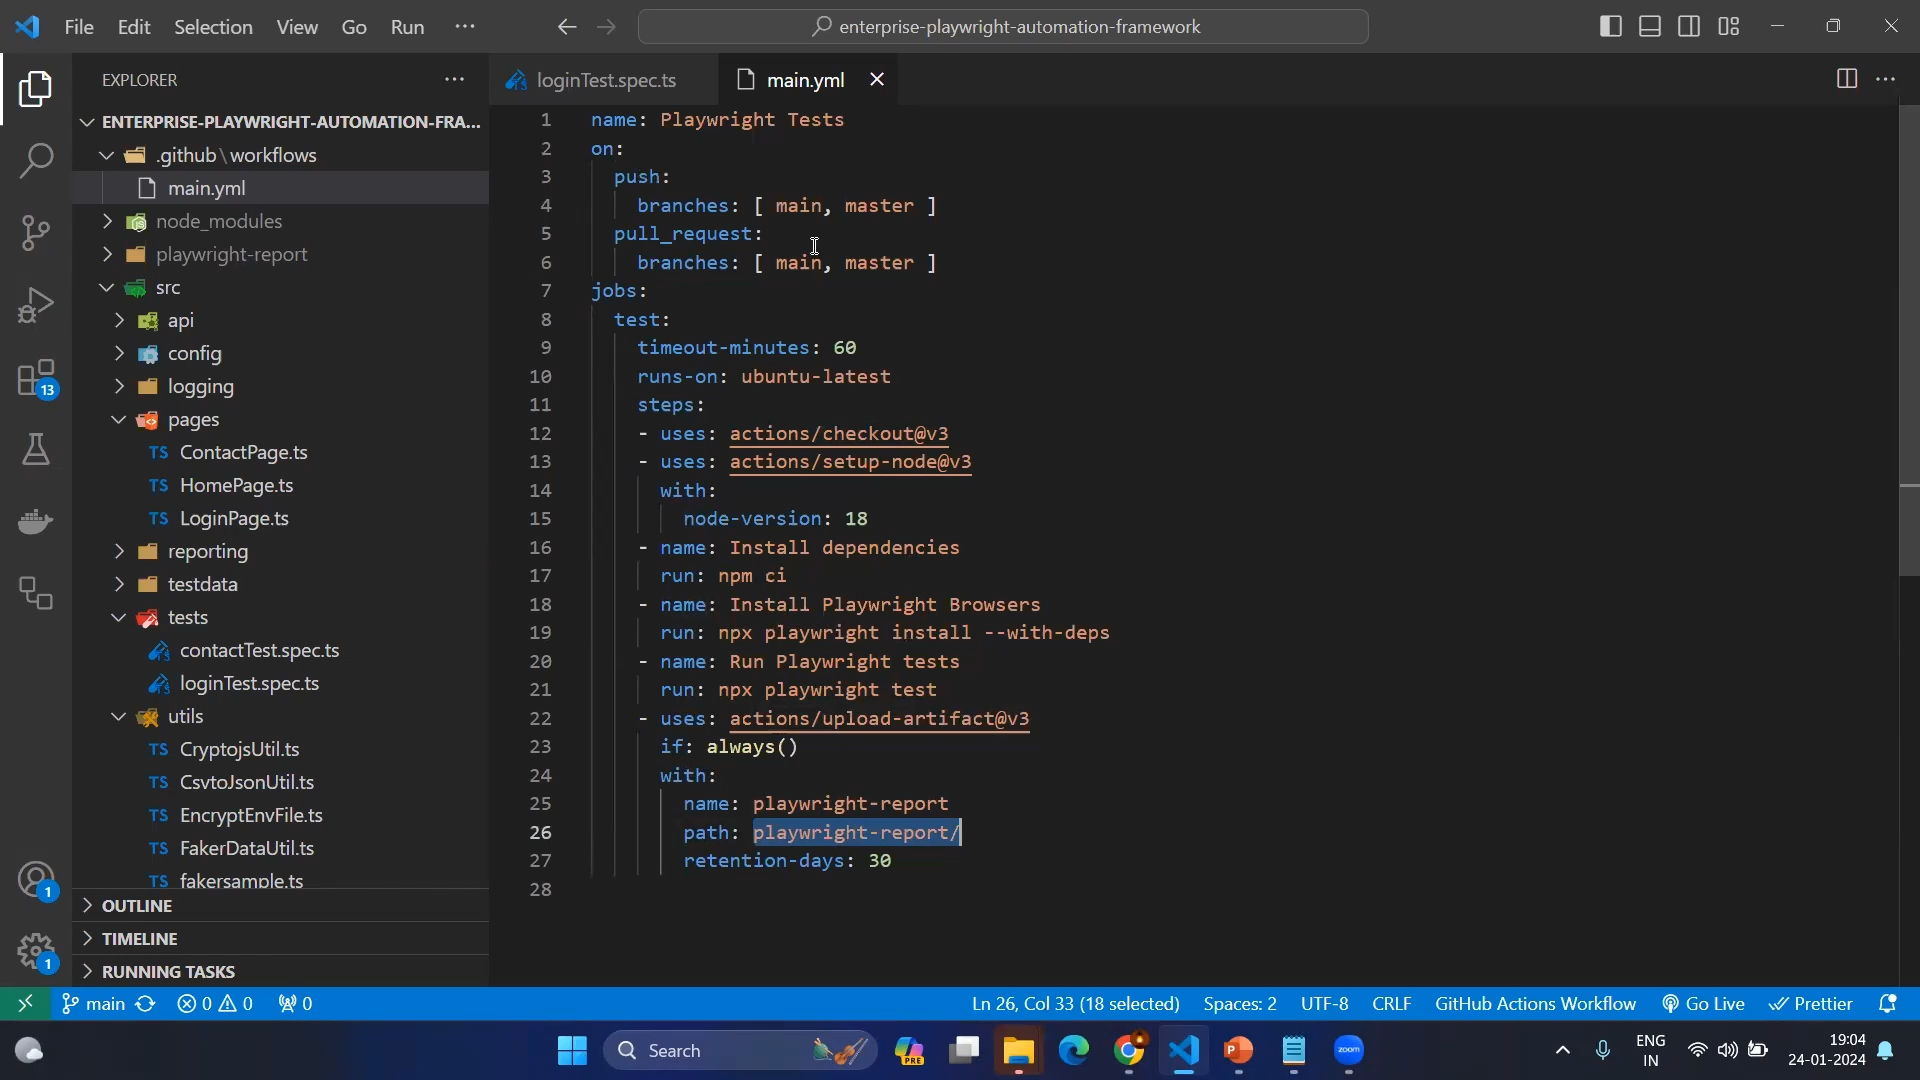 File Edit Selection View Go Run ···
enterprise-playwright-automation-framework
EXPLORER
loginTest.spec.ts
main.yml
ENTERPRISE-PLAYWRIGHT-AUTOMATION-FRA...
.github\workflows
main.yml
node_modules
playwright-report
src
api
config
logging
pages
TS ContactPage.ts
TS HomePage.ts
TS LoginPage.ts
reporting
testdata
tests
contactTest.spec.ts
loginTest.spec.ts
utils
TS CryptojsUtil.ts
TS CsvtoJsonUtil.ts
TS EncryptEnvFile.ts
TS FakerDataUtil.ts
TS fakersample.ts
OUTLINE
TIMELINE
RUNNING TASKS
13
1
1
1 name: Playwright Tests
2 on:
3 push:
4 branches: [ main, master ]
5 pull_request:
6 branches: [ main, master ]
7 jobs:
8 test:
9 timeout-minutes: 60
10 runs-on: ubuntu-latest
11 steps:
12 - uses: actions/checkout@v3
13 - uses: actions/setup-node@v3
14 with:
15 node-version: 18
16 - name: Install dependencies
17 run: npm ci
18 - name: Install Playwright Browsers
19 run: npx playwright install --with-deps
20 - name: Run Playwright tests
21 run: npx playwright test
22 - uses: actions/upload-artifact@v3
23 if: always()
24 with:
25 name: playwright-report
26 path: playwright-report/
27 retention-days: 30
28
main 0 0 0 Ln 26, Col 33 (18 selected) Spaces: 2 UTF-8 CRLF GitHub Actions Workflow Go Live Prettier
Search
PRE
zoom
ENG
IN
19:04
24-01-2024